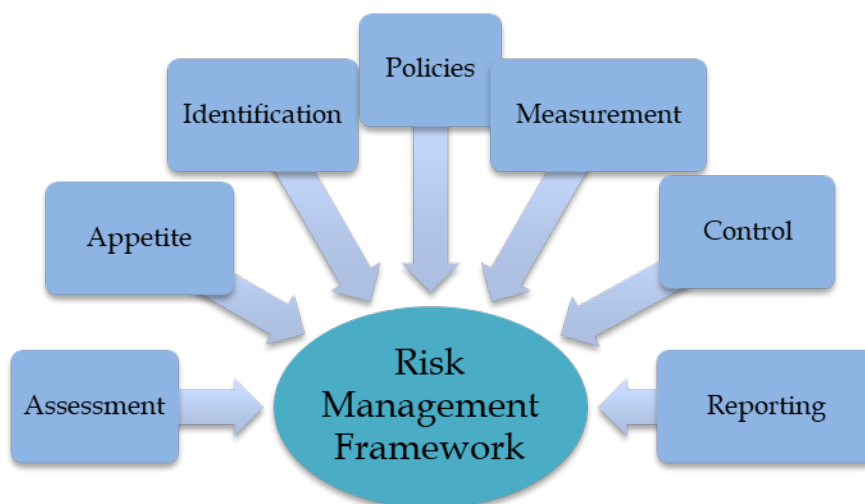 Policies
Identification
Measurement
Appetite
Control
Assessment
Risk
Management
Framework
Reporting